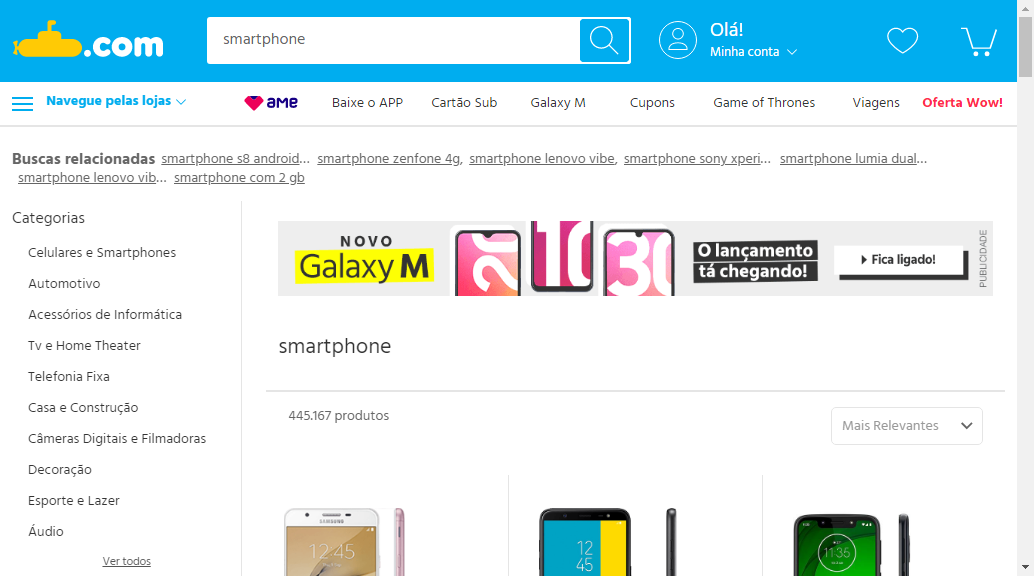 .com
smartphone
Olá!
Minha conta
Navegue pelas lojas
ame
Baixe o APP
Cartão Sub
Galaxy M
Cupons
Game of Thrones
Viagens
Oferta Wow!
Buscas relacionadas smartphone s8 android... smartphone zenfone 4g, smartphone lenovo vibe, smartphone sony xperi... smartphone lumia dual...
smartphone lenovo vib... smartphone com 2 gb
Categorias
Celulares e Smartphones
Automotivo
Acessórios de Informática
Tv e Home Theater
Telefonia Fixa
Casa e Construção
Câmeras Digitais e Filmadoras
Decoração
Esporte e Lazer
Áudio
Ver todos
NOVO
Galaxy M
20
10
30
O lançamento
tá chegando!
Fica ligado!
PUBLICIDADE
smartphone
445.167 produtos
Mais Relevantes
SAMSUNG
12:45
12
45
11:35